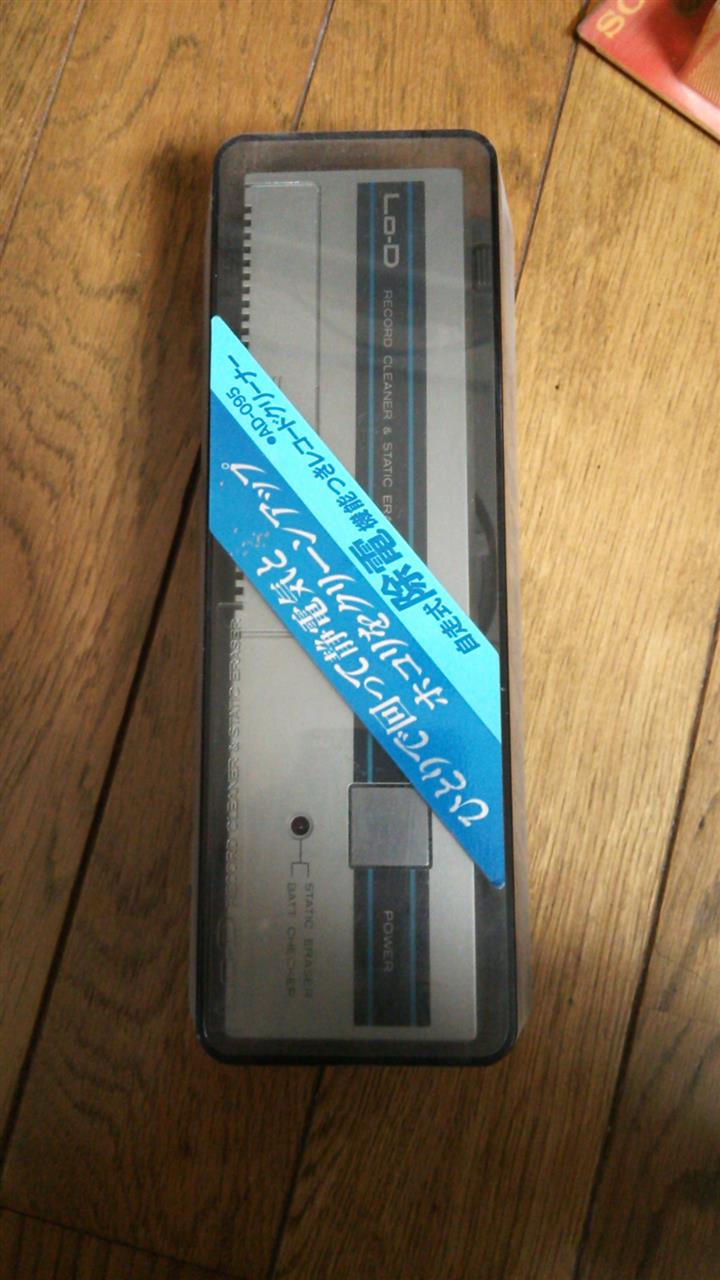 Lo-D
RECORD CLEANER & STATIC ER
●AD-095
自走式除電機能つきレコードクリーナー
ひとりで回って静電気と
ホコリをクリーンアップ。
STATIC ERASER
BATT CHECKER
POWER
SO